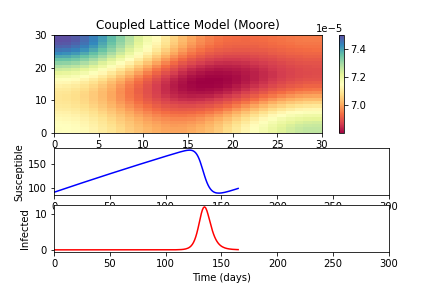 Coupled Lattice Model (Moore)
1e−5
30
20
10
0
7.4
7.2
7.0
0 5 10 15 20 25 30
Susceptible
150
100
0 50 100 150 200 250 300
Infected
10
0
0 50 100 150 200 250 300
Time (days)